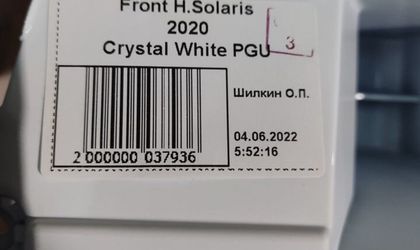 Front H.Solaris
2020
Crystal White PGU
3
Шилкин О.П.
04.06.2022
5:52:16
2 000000 037936